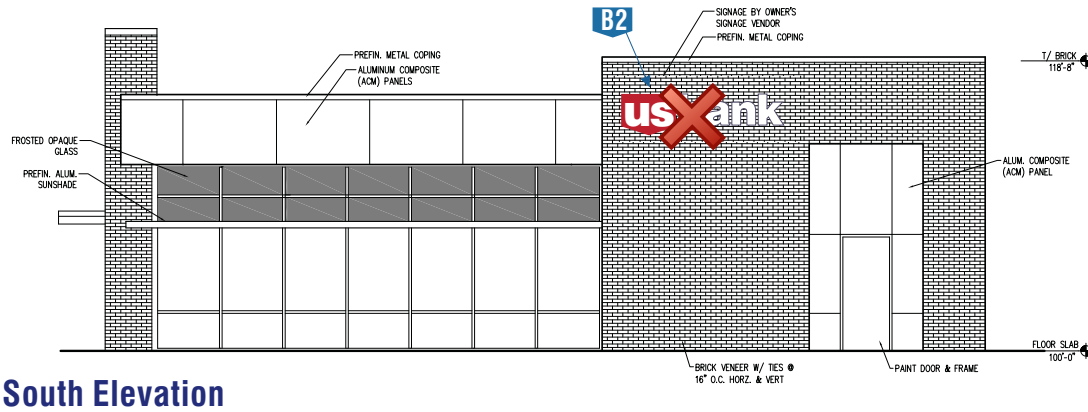 B2
SIGNAGE BY OWNER'S
SIGNAGE VENDOR
PREFIN. METAL COPING
T/ BRICK
118'-8"
PREFIN. METAL COPING
ALUMINUM COMPOSITE
(ACM) PANELS
us ank
FROSTED OPAQUE
GLASS
PREFIN. ALUM.
SUNSHADE
ALUM. COMPOSITE
(ACM) PANEL
FLOOR SLAB
100'-0"
BRICK VENEER W/ TIES @
16" O.C. HORZ. & VERT
PAINT DOOR & FRAME
South Elevation